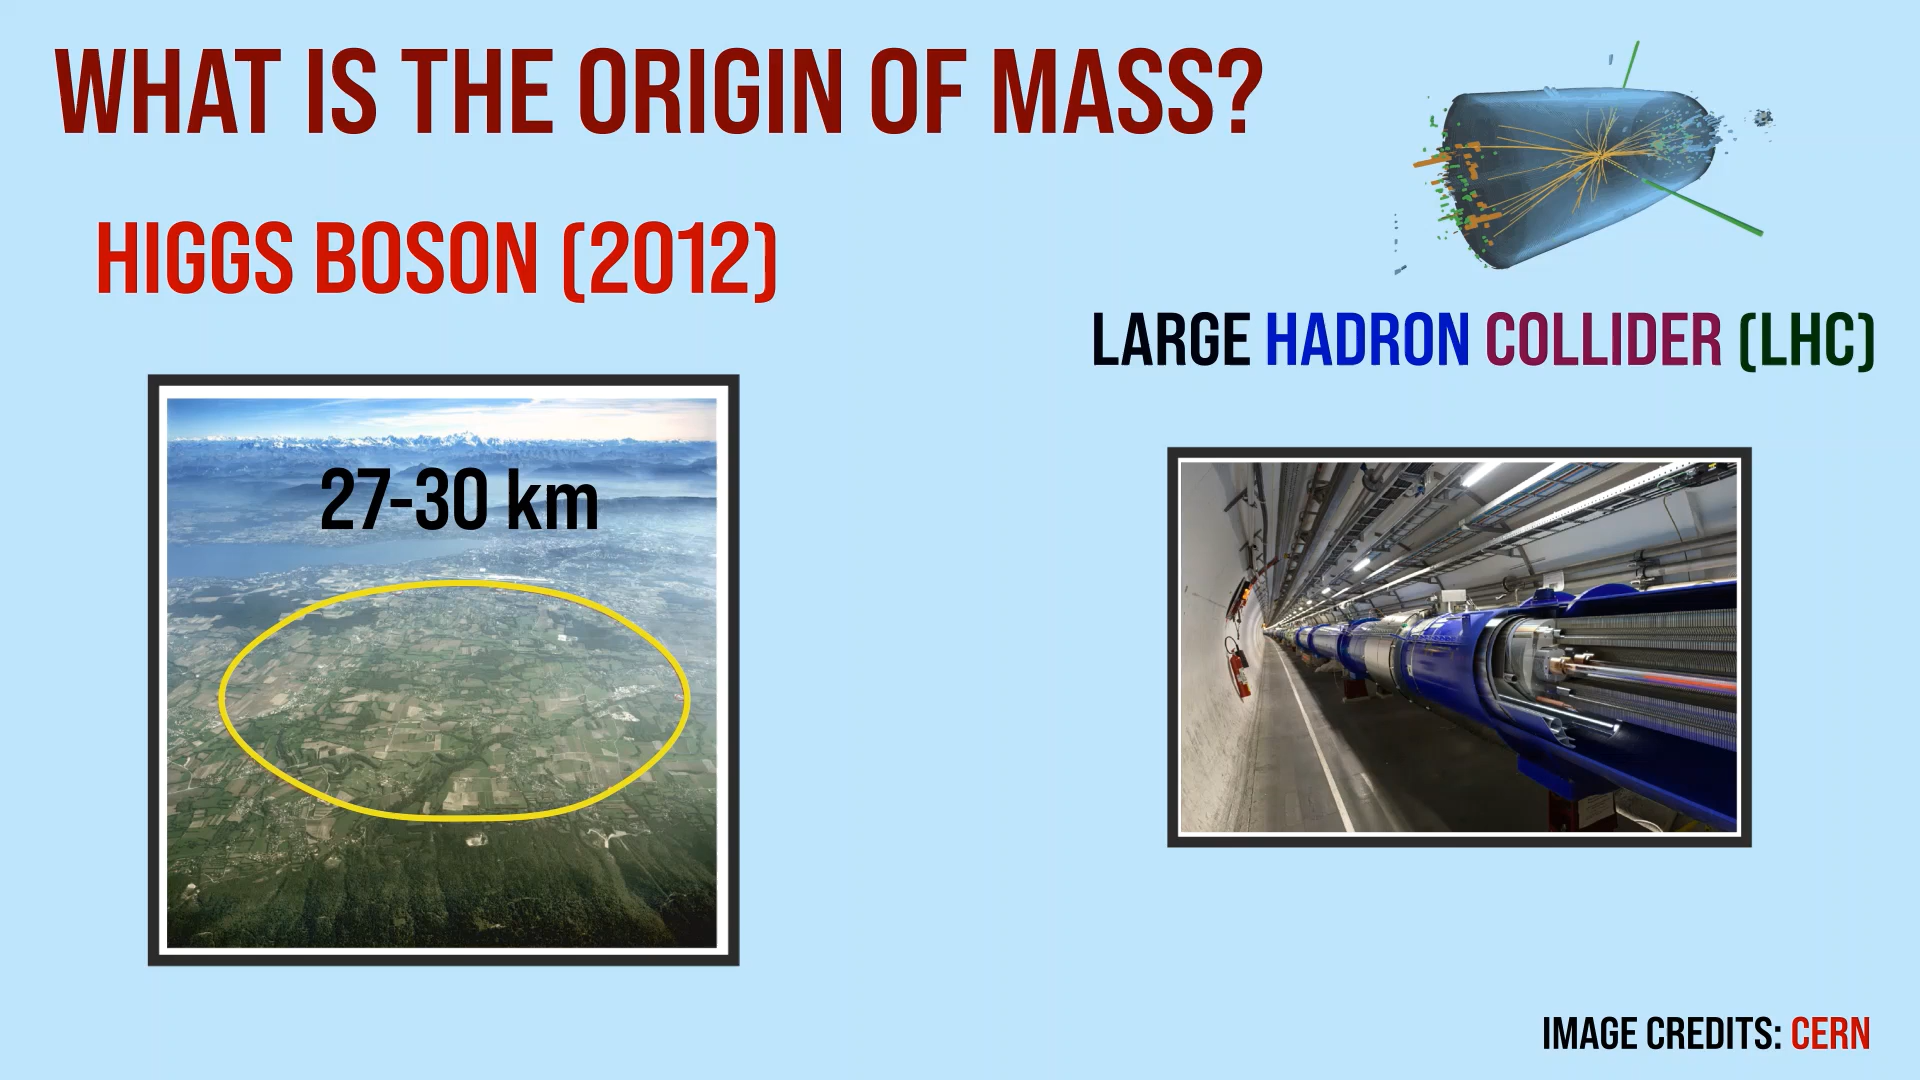 WHAT IS THE ORIGIN OF MASS?
HIGGS BOSON (2012)
LARGE HADRON COLLIDER (LHC)
27-30 km
IMAGE CREDITS: CERN